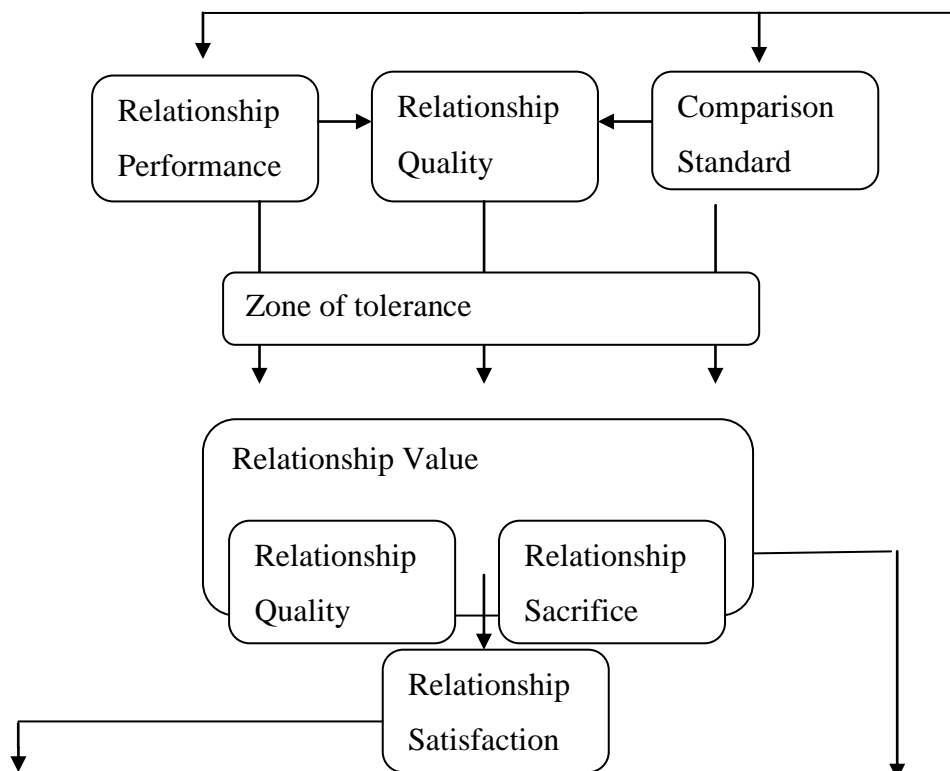 Relationship
Performance
Relationship
Quality
Comparison
Standard
Zone of tolerance
Relationship Value
Relationship
Quality
Relationship
Sacrifice
Relationship
Satisfaction